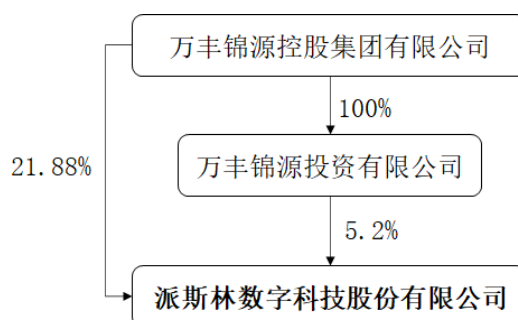 万丰锦源控股集团有限公司
100%
21.88%
万丰锦源投资有限公司
5.2%
派斯林数字科技股份有限公司